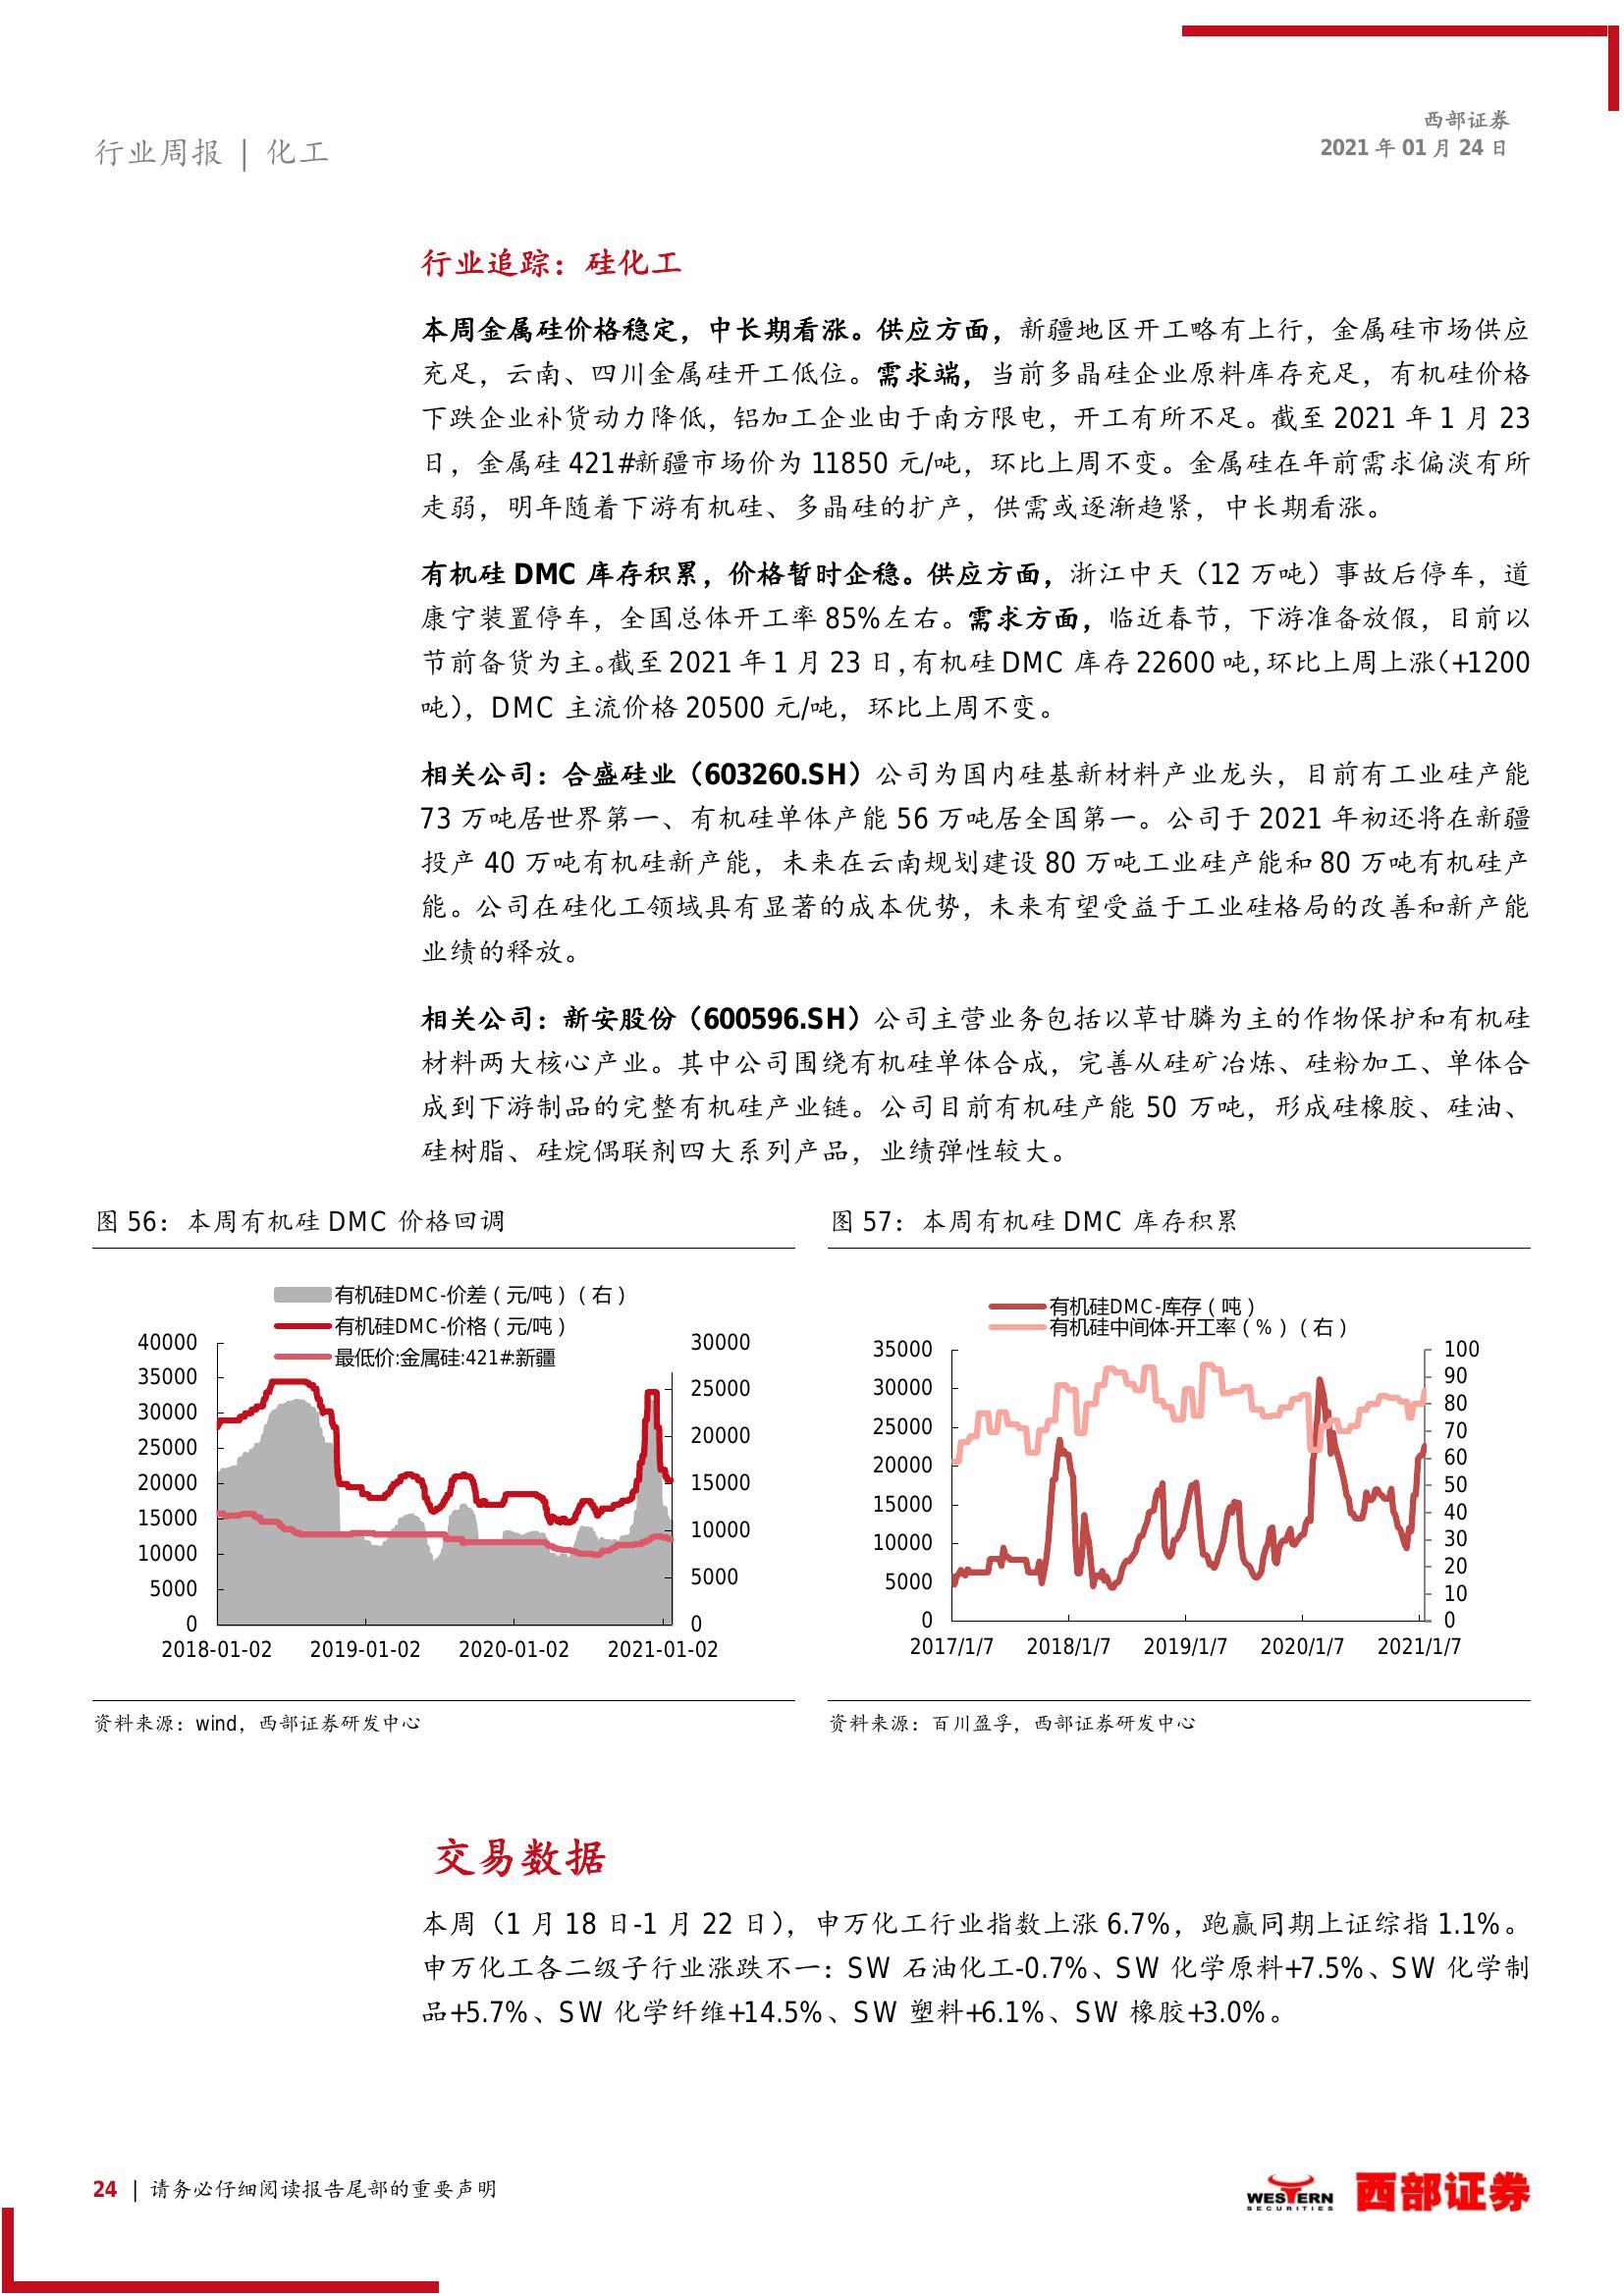 西部证券
2021 年 01 月 24 日
行业周报 | 化工
行业追踪：硅化工
本周金属硅价格稳定，中长期看涨。供应方面，新疆地区开工略有上行，金属硅市场供应
充足，云南、四川金属硅开工低位。需求端，当前多晶硅企业原料库存充足，有机硅价格
下跌企业补货动力降低，铝加工企业由于南方限电，开工有所不足。截至 2021 年 1 月 23
日，金属硅 421#新疆市场价为 11850 元/吨，环比上周不变。金属硅在年前需求偏淡有所
走弱，明年随着下游有机硅、多晶硅的扩产，供需或逐渐趋紧，中长期看涨。
有机硅 DMC 库存积累，价格暂时企稳。供应方面，浙江中天（12 万吨）事故后停车，道
康宁装置停车，全国总体开工率 85%左右。需求方面，临近春节，下游准备放假，目前以
节前备货为主。截至 2021 年 1 月 23 日，有机硅 DMC 库存 22600 吨，环比上周上涨（+1200
吨），DMC 主流价格 20500 元/吨，环比上周不变。
相关公司：合盛硅业（603260.SH）公司为国内硅基新材料产业龙头，目前有工业硅产能
73 万吨居世界第一、有机硅单体产能 56 万吨居全国第一。公司于 2021 年初还将在新疆
投产 40 万吨有机硅新产能，未来在云南规划建设 80 万吨工业硅产能和 80 万吨有机硅产
能。公司在硅化工领域具有显著的成本优势，未来有望受益于工业硅格局的改善和新产能
业绩的释放。
相关公司：新安股份（600596.SH）公司主营业务包括以草甘膦为主的作物保护和有机硅
材料两大核心产业。其中公司围绕有机硅单体合成，完善从硅矿冶炼、硅粉加工、单体合
成到下游制品的完整有机硅产业链。公司目前有机硅产能 50 万吨，形成硅橡胶、硅油、
硅树脂、硅烷偶联剂四大系列产品，业绩弹性较大。
图 56：本周有机硅 DMC 价格回调
有机硅DMC-价差（元/吨）（右）
有机硅DMC-价格（元/吨）
最低价:金属硅:421#:新疆
40000
35000
30000
25000
20000
15000
10000
5000
0
30000
25000
20000
15000
10000
5000
0
2018-01-02 2019-01-02 2020-01-02 2021-01-02
资料来源：wind，西部证券研发中心
图 57：本周有机硅 DMC 库存积累
有机硅DMC-库存（吨）
有机硅中间体-开工率（%）（右）
35000
30000
25000
20000
15000
10000
5000
0
100
90
80
70
60
50
40
30
20
10
0
2017/1/7 2018/1/7 2019/1/7 2020/1/7 2021/1/7
资料来源：百川盈孚，西部证券研发中心
交易数据
本周（1 月 18 日-1 月 22 日），申万化工行业指数上涨 6.7%，跑赢同期上证综指 1.1%。
申万化工各二级子行业涨跌不一：SW 石油化工-0.7%、SW 化学原料+7.5%、SW 化学制
品+5.7%、SW 化学纤维+14.5%、SW 塑料+6.1%、SW 橡胶+3.0%。
24 | 请务必仔细阅读报告尾部的重要声明
WESTERN
SECURITIES
西部证券